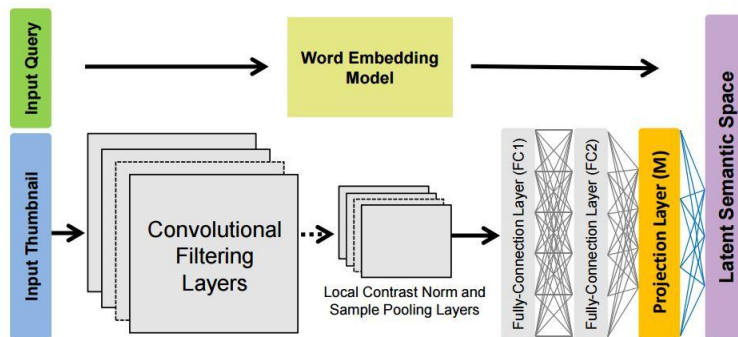 Input Query
Word Embedding
Model
Input Thumbnail
Convolutional
Filtering
Layers
Local Contrast Norm and
Sample Pooling Layers
Fully-Connection Layer (FC1)
Fully-Connection Layer (FC2)
Projection Layer (M)
Latent Semantic Space